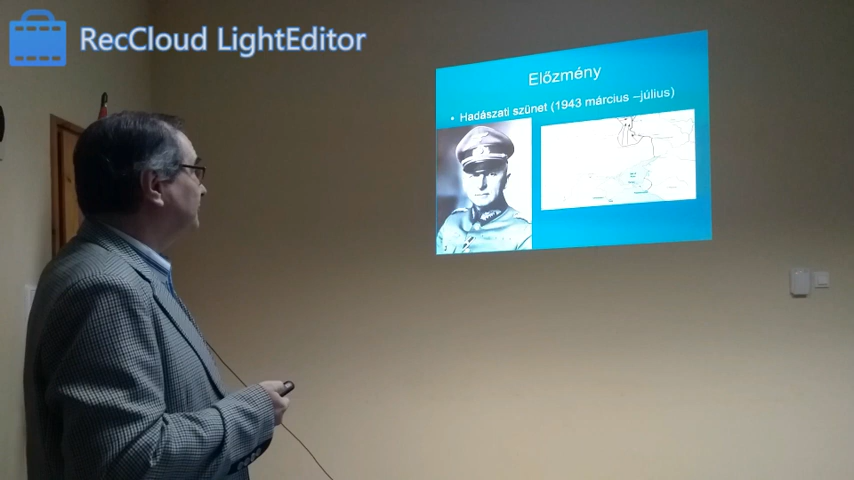 RecCloud LightEditor
Előzmény
• Hadászati szünet (1943 március –július)